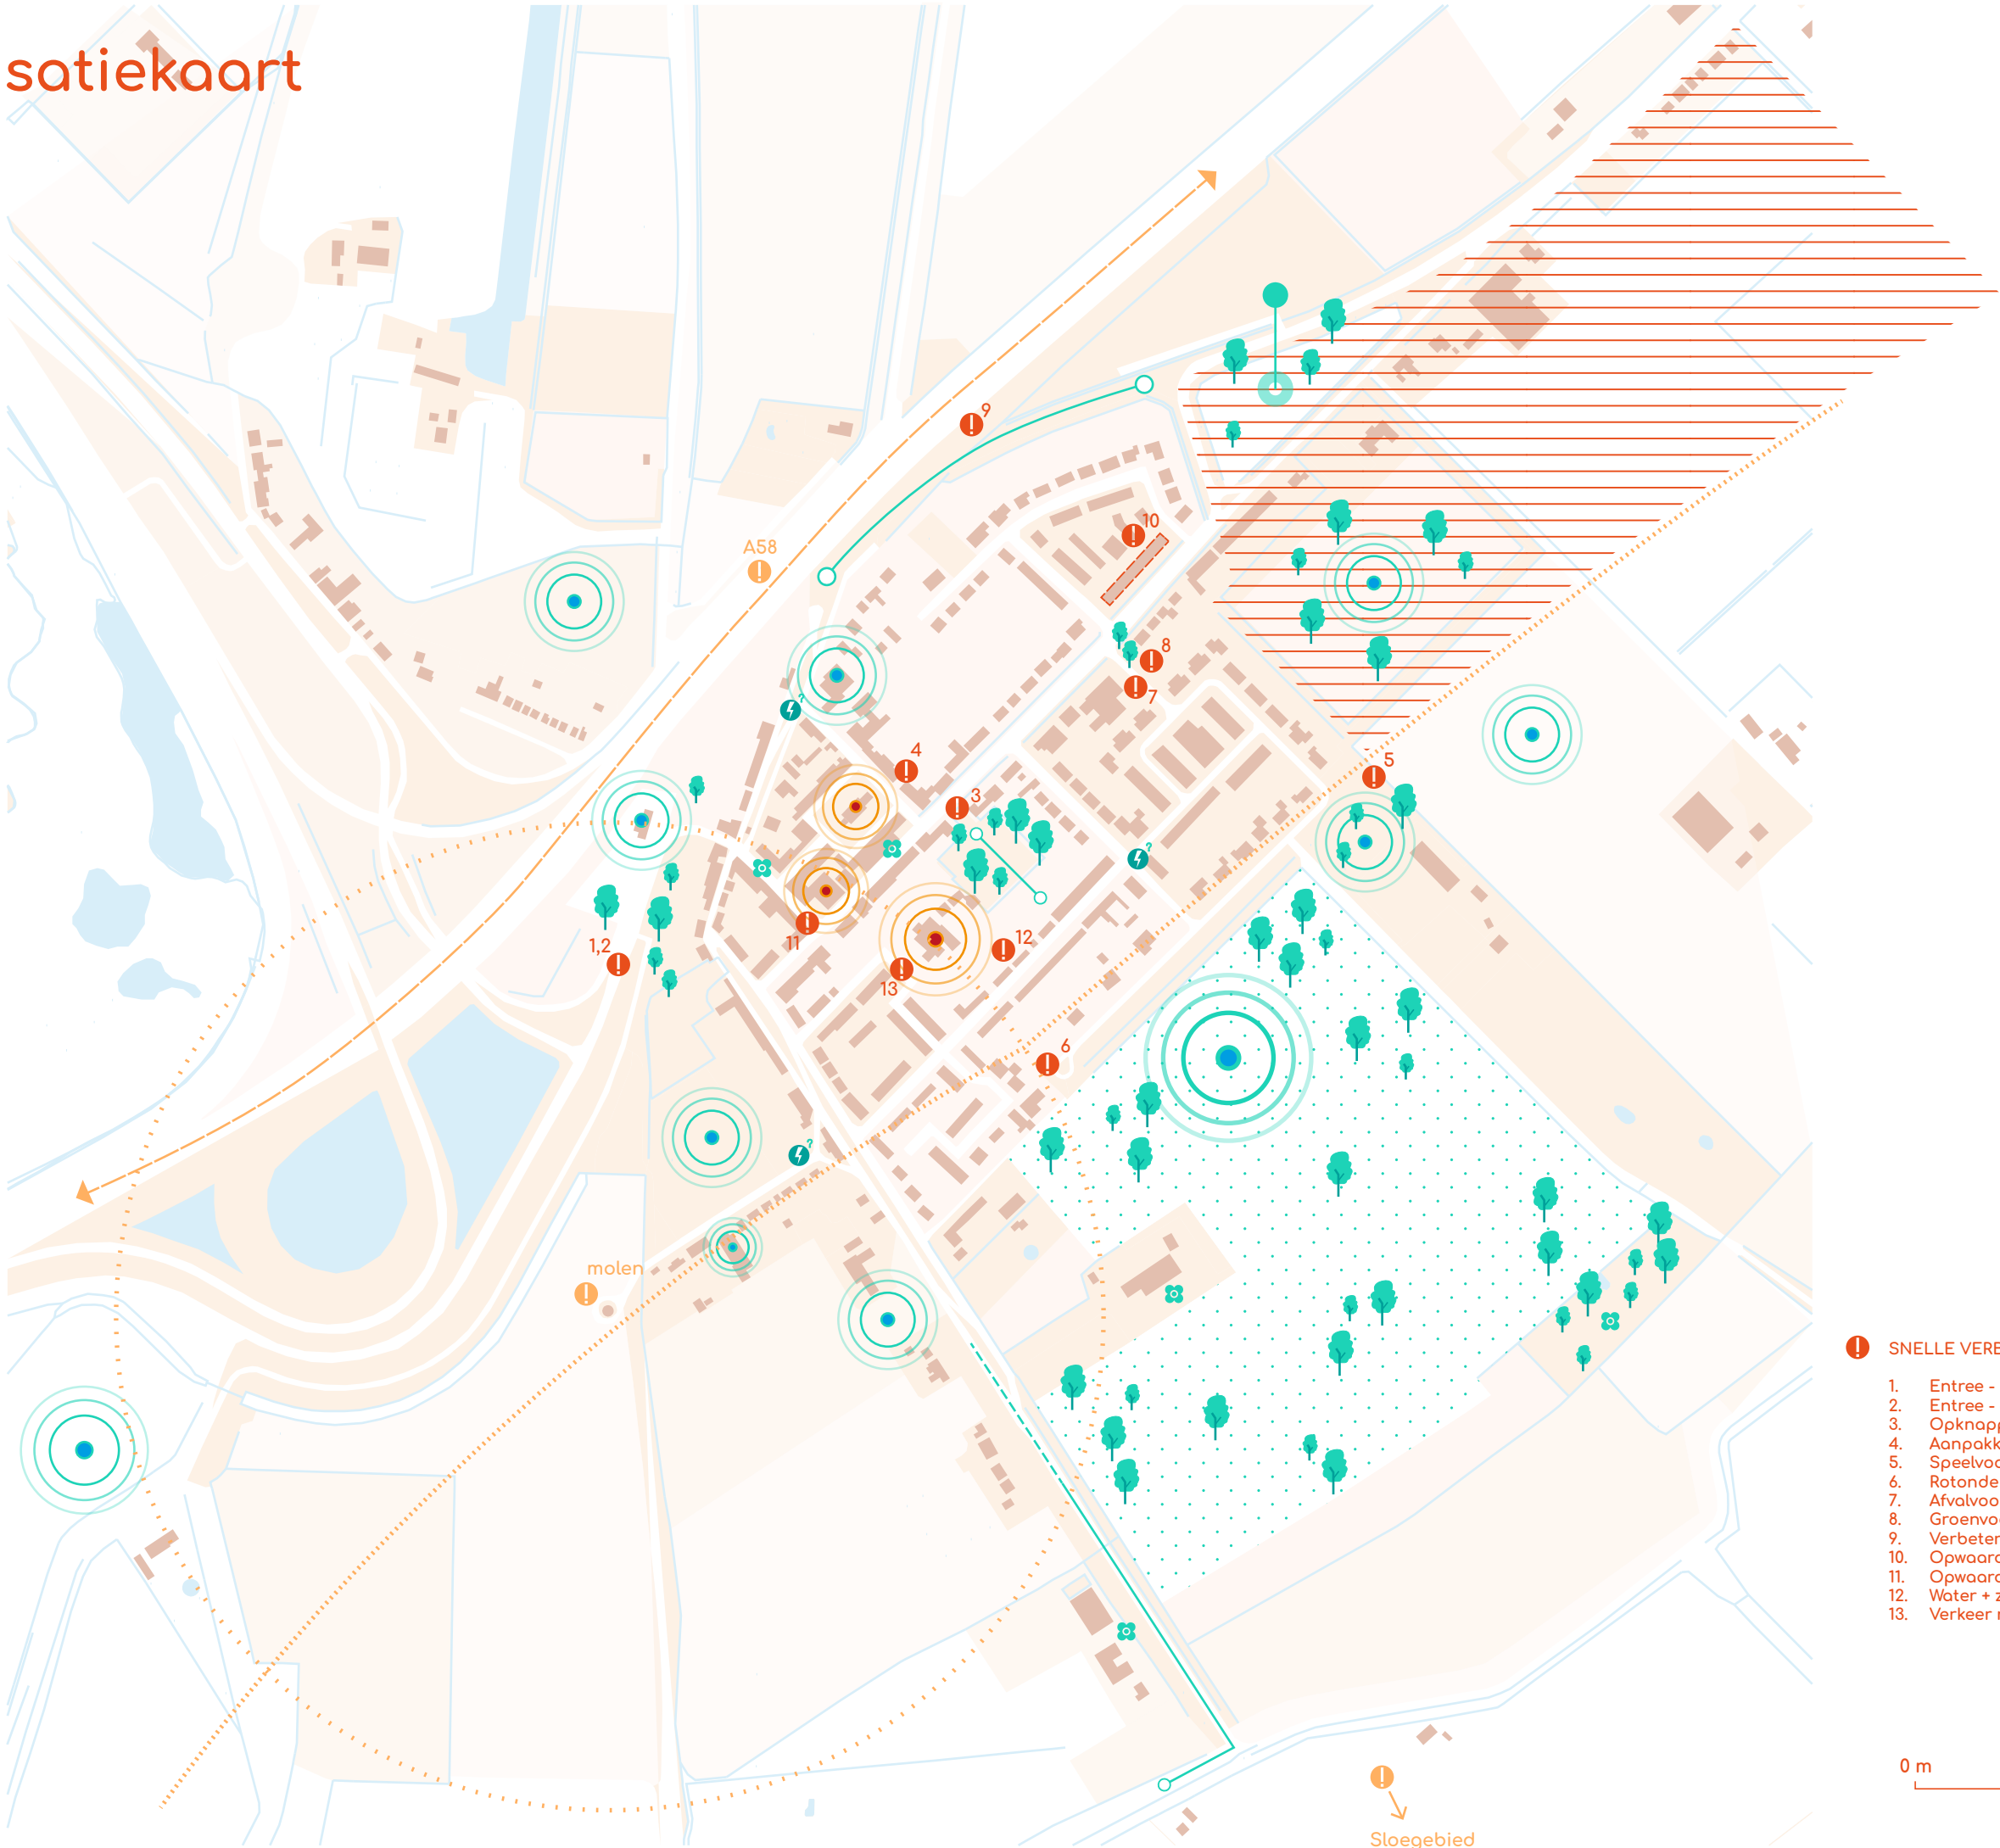 satiekaart
9
10
A58
8
7
4
5
3
1,2
11
12
13
6
molen
SNELLE VERB
1. Entree -
2. Entree -
3. Opknapp
4. Aanpakk
5. Speelvoo
6. Rotonde
7. Afvalvoo
8. Groenvo
9. Verbeter
10. Opwaard
11. Opwaard
12. Water + z
13. Verkeer r
0 m
Sloegebied
?
?
?